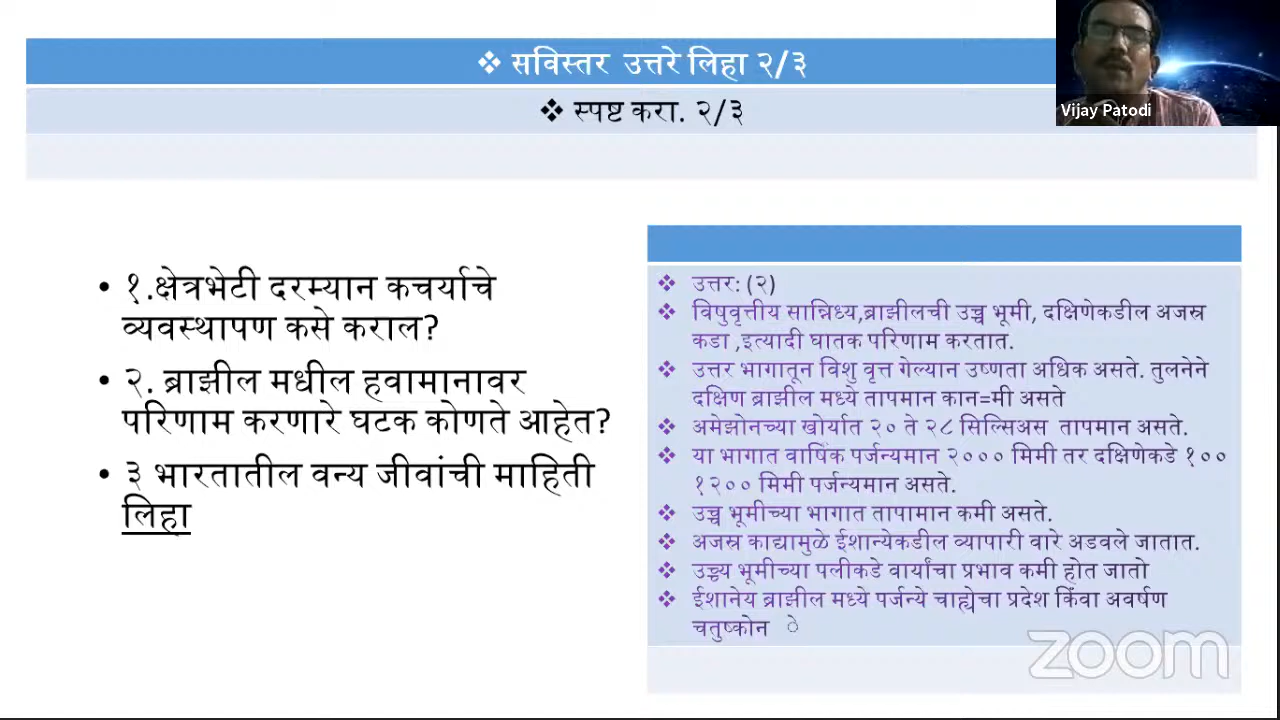 ❖ सविस्तर उत्तरे लिहा २/३
❖ स्पष्ट करा. २/३
Vijay Patodi
• १.क्षेत्रभेटी दरम्यान कचर्याचे
व्यवस्थापण कसे कराल?
• २. ब्राझील मधील हवामानावर
परिणाम करणारे घटक कोणते आहेत?
• ३ भारतातील वन्य जीवांची माहिती
लिहा
❖ उत्तर: (२)
❖ विषुवृत्तीय सान्निध्य,ब्राझीलची उच्च भूमी, दक्षिणेकडील अजस्र
कडा ,इत्यादी घातक परिणाम करतात.
❖ उत्तर भागातून विशु वृत्त गेल्यान उष्णता अधिक असते. तुलनेने
दक्षिण ब्राझील मध्ये तापमान कान=मी असते
❖ अमेझोनच्या खोर्यात २० ते २८ सिल्सिअस तापमान असते.
❖ या भागात वार्षिक पर्जन्यमान २००० मिमी तर दक्षिणेकडे १००
१२०० मिमी पर्जन्यमान असते.
❖ उच्च भूमीच्या भागात तापामान कमी असते.
❖ अजस्र काद्यामुळे ईशान्येकडील व्यापारी वारे अडवले जातात.
❖ उच्च्य भूमीच्या पलीकडे वार्यांचा प्रभाव कमी होत जातो
❖ ईशानेय ब्राझील मध्ये पर्जन्ये चाह्येचा प्रदेश किंवा अवर्षण
चतुष्कोन े
zoom